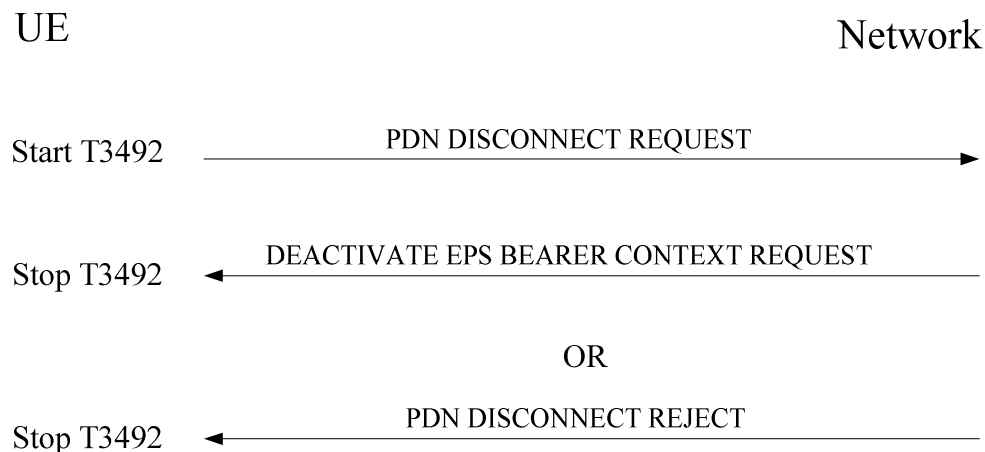 UE
Network
Start T3492
PDN DISCONNECT REQUEST
Stop T3492
DEACTIVATE EPS BEARER CONTEXT REQUEST
OR
Stop T3492
PDN DISCONNECT REJECT